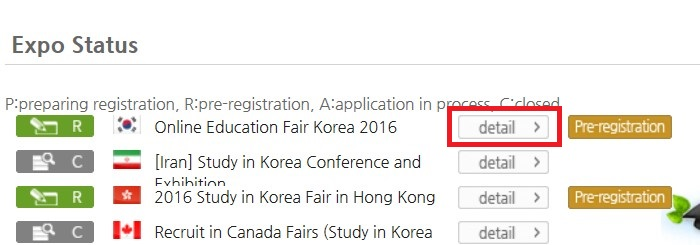 Expo Status
P:preparing registration, R:pre-registration, A:application in process, C:closed
R Online Education Fair Korea 2016 detail > Pre-registration
C [Iran] Study in Korea Conference and detail >
Exhibition
R 2016 Study in Korea Fair in Hong Kong detail > Pre-registration
C Recruit in Canada Fairs (Study in Korea detail >